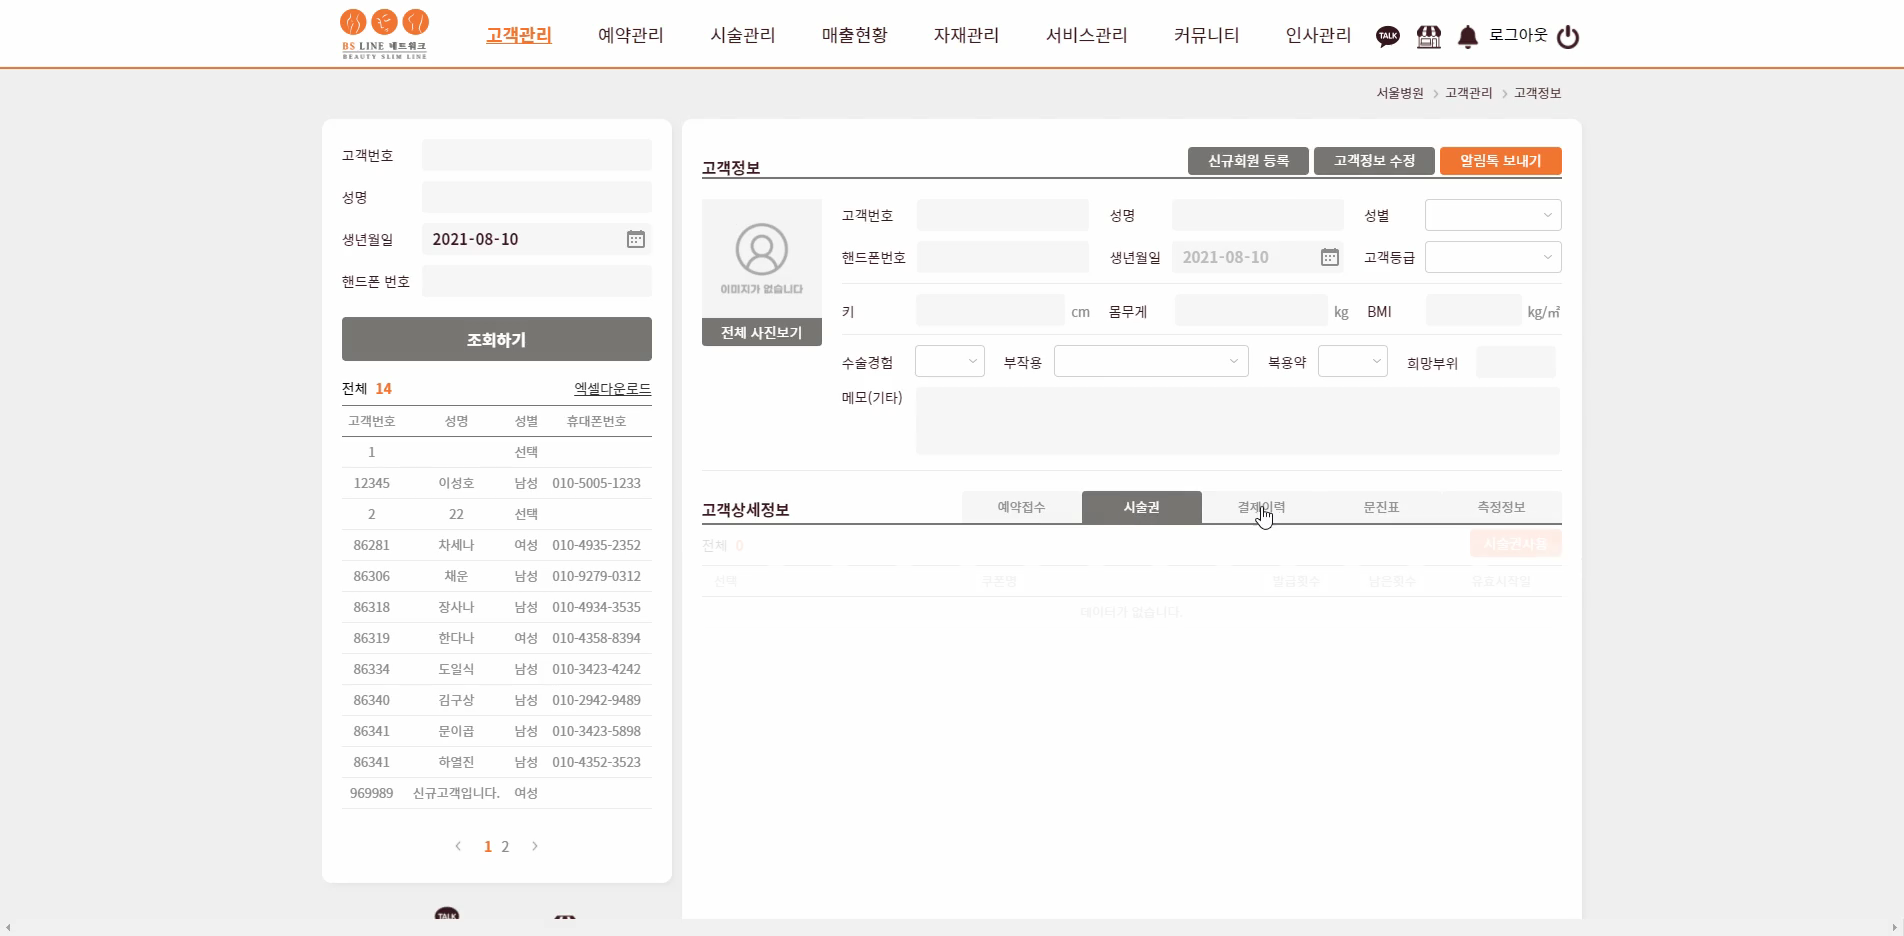 BS LINE 네트워크
BEAUTY SLIM LINE
고객관리 예약관리 시술관리 매출현황 자재관리 서비스관리 커뮤니티 인사관리 TALK 로그아웃
서울병원 > 고객관리 > 고객정보
고객번호
성명
생년월일 2021-08-10
핸드폰 번호
조회하기
전체 14 엑셀다운로드
고객번호 성명 성별 휴대폰번호
1 선택
12345 이성호 남성 010-5005-1233
2 22 선택
86281 차세나 여성 010-4935-2352
86306 채운 남성 010-9279-0312
86318 장사나 남성 010-4934-3535
86319 한다나 여성 010-4358-8394
86334 도일식 남성 010-3423-4242
86340 김구상 남성 010-2942-9489
86341 문이곱 남성 010-3423-5898
86341 하열진 남성 010-4352-3523
969989 신규고객입니다. 여성
< 1 2 >
TALK
고객정보 신규회원 등록 고객정보 수정 알림톡 보내기
이미지가 없습니다
전체 사진보기
고객번호 성명 성별
핸드폰번호 생년월일 2021-08-10 고객등급
키 cm 몸무게 kg BMI kg/㎡
수술경험 부작용 복용약 희망부위
메모(기타)
고객상세정보 예약접수 시술권 결제이력 문진표 측정정보
전체 0 시술권사용
선택 쿠폰명 발급횟수 남은횟수 유효시작일
데이터가 없습니다.